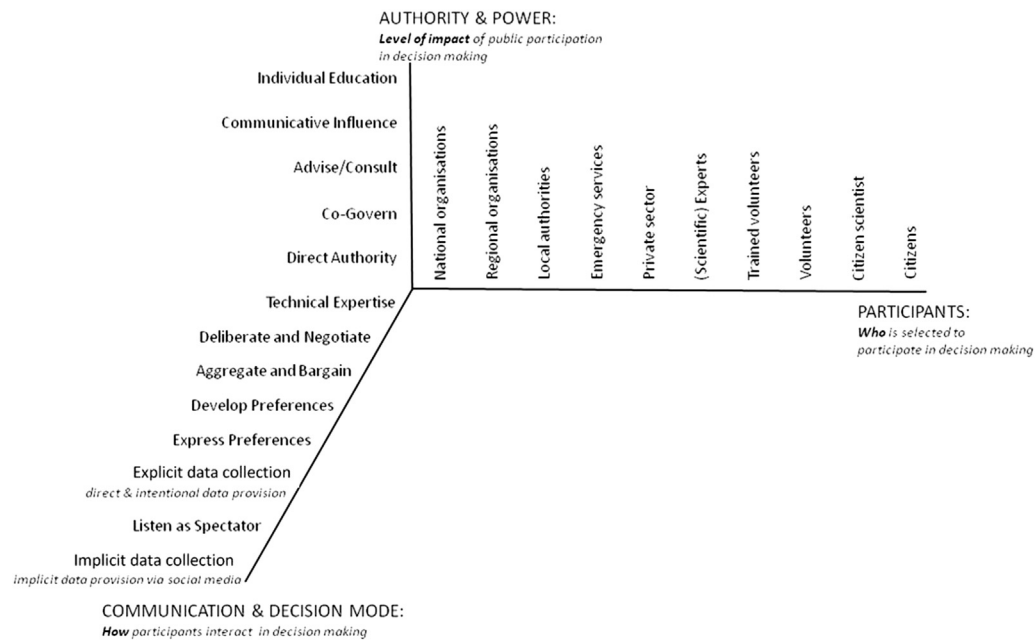 AUTHORITY & POWER:
Level of impact of public participation
in decision making
Individual Education
Communicative Influence
Advise/Consult
Co-Govern
Direct Authority
National organisations
Regional organisations
Local authorities
Emergency services
Private sector
(Scientific) Experts
Trained volunteers
Volunteers
Citizen scientist
Citizens
Technical Expertise
PARTICIPANTS:
Who is selected to
participate in decision making
Deliberate and Negotiate
Aggregate and Bargain
Develop Preferences
Express Preferences
Explicit data collection
direct & intentional data provision
Listen as Spectator
Implicit data collection
implicit data provision via social media
COMMUNICATION & DECISION MODE:
How participants interact in decision making